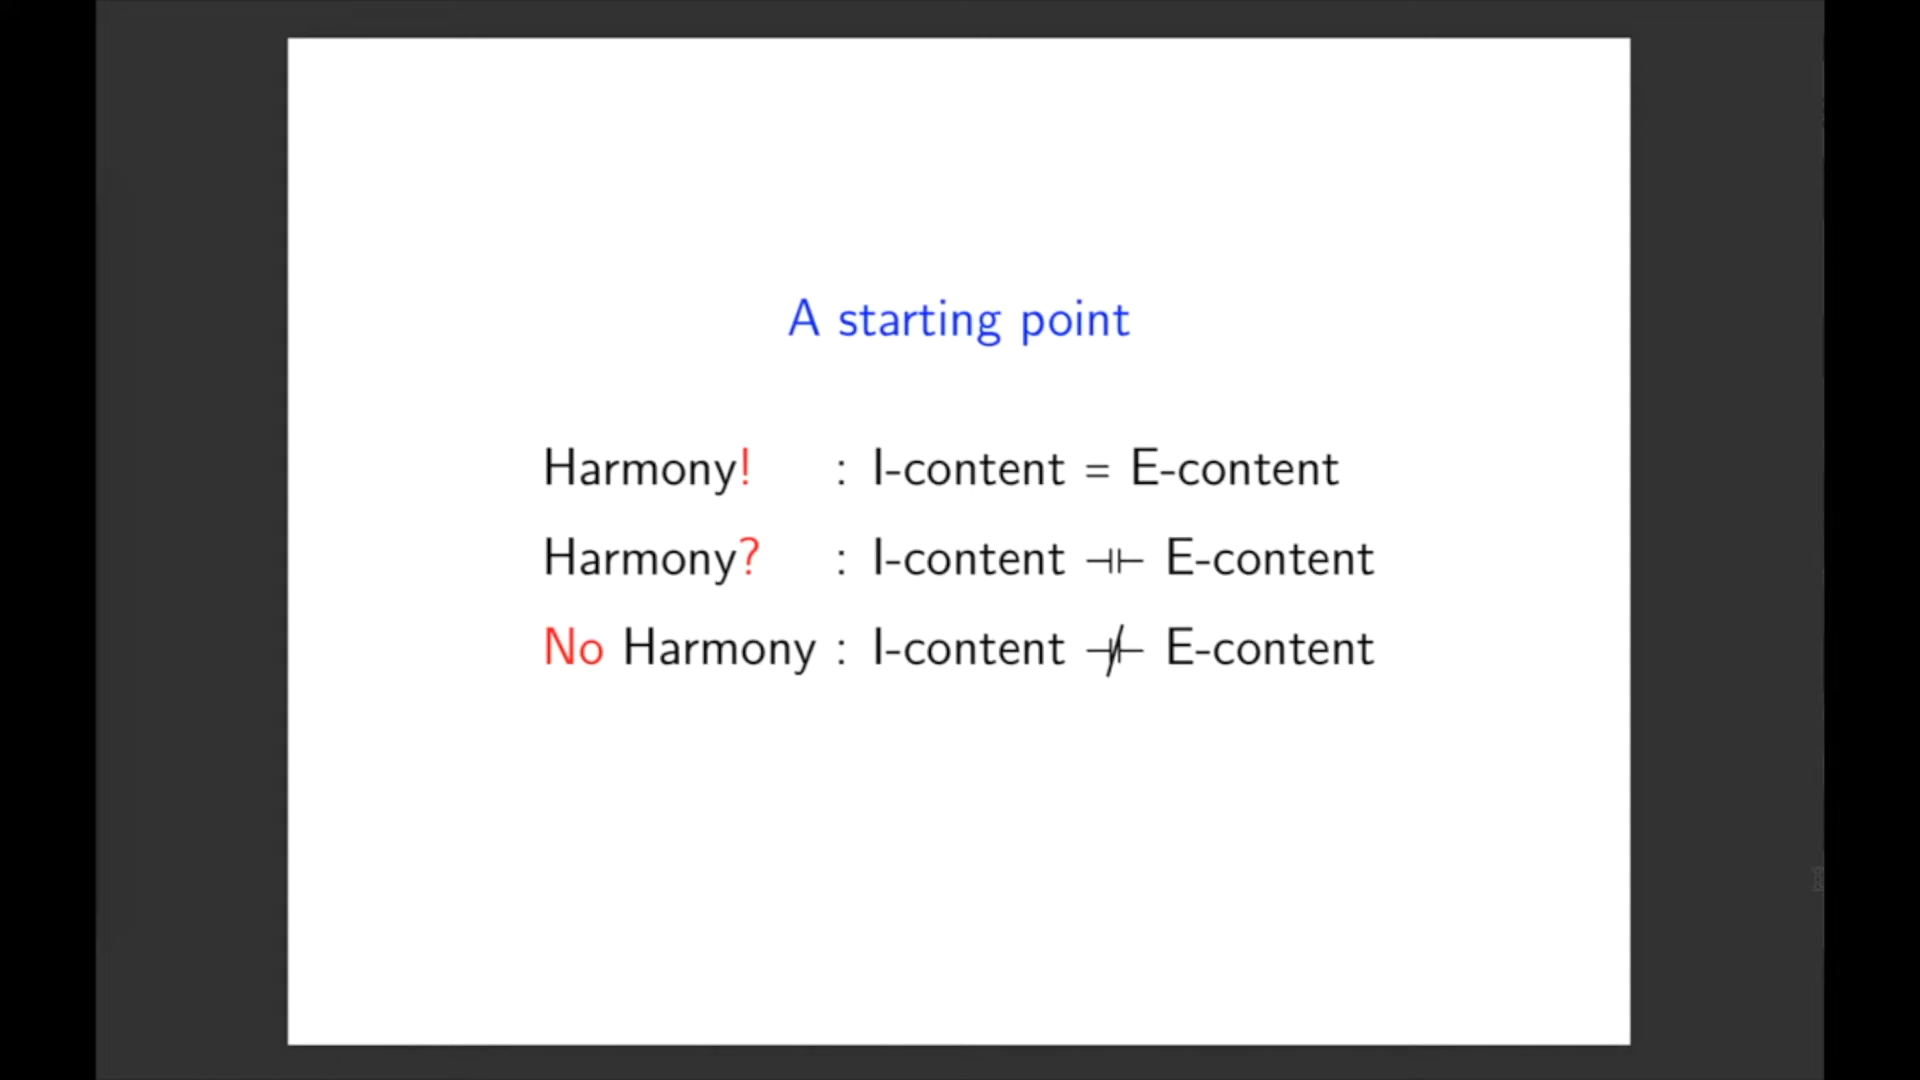 A starting point
Harmony! : I-content = E-content
Harmony? : I-content ⊣⊢ E-content
No Harmony : I-content ⊣̸⊢ E-content